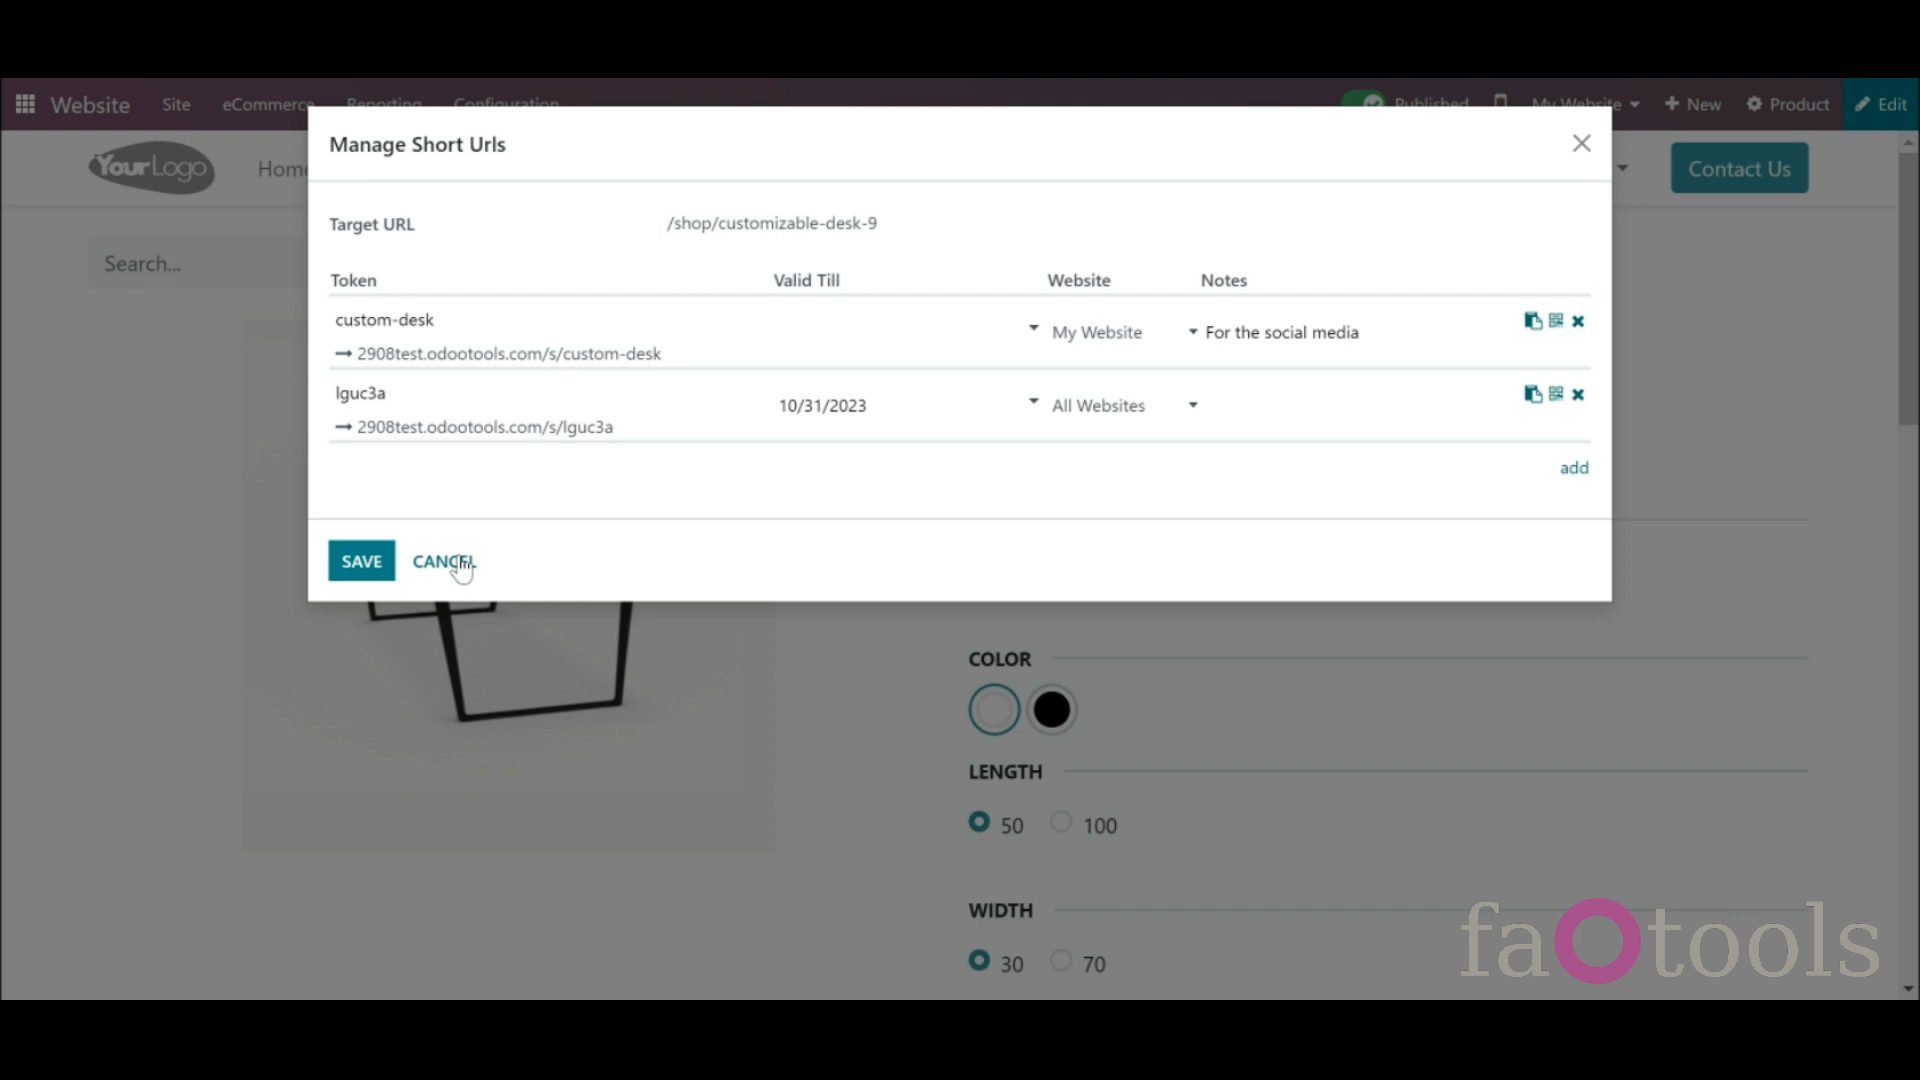 Website Site eCommerce Reporting Configuration Published My Website New Product Edit
Manage Short Urls
YourLogo Home Contact Us
Target URL /shop/customizable-desk-9
Search...
Token Valid Till Website Notes
custom-desk
My Website For the social media
2908test.odootools.com/s/custom-desk
lguc3a
10/31/2023 All Websites
2908test.odootools.com/s/lguc3a
add
SAVE CANCEL
COLOR
LENGTH
50 100
WIDTH
30 70
faOtools